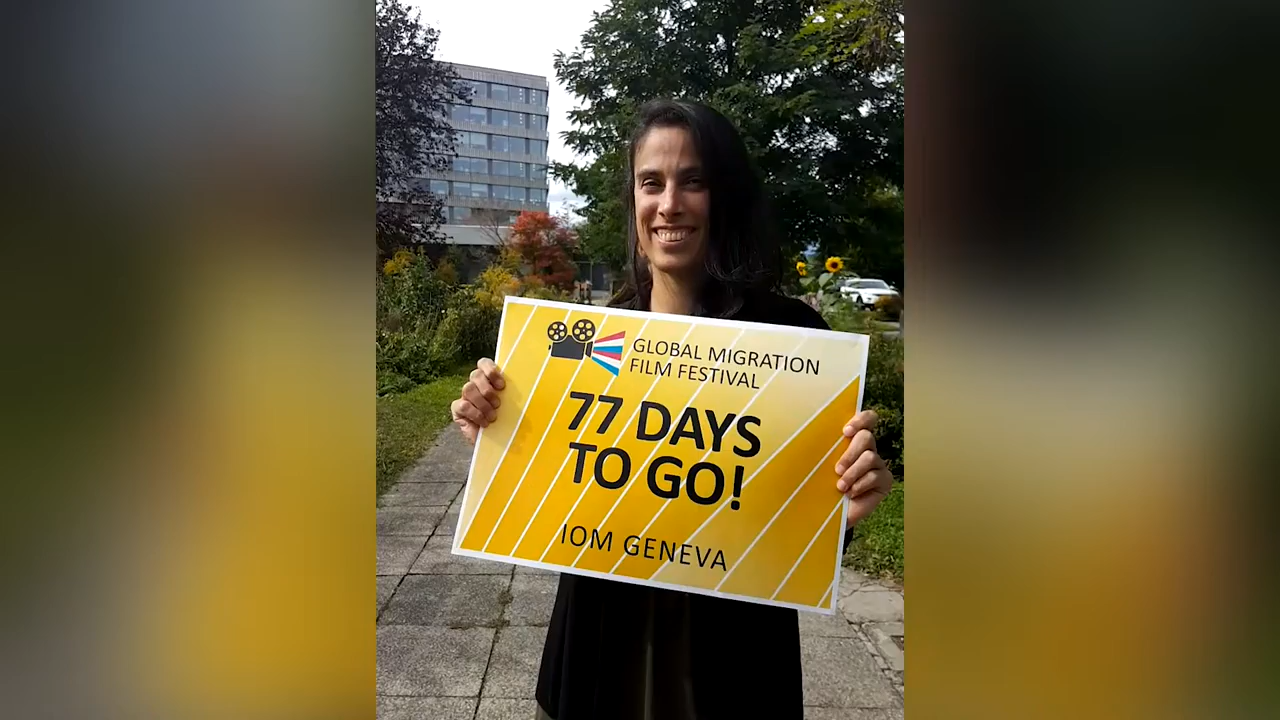 GLOBAL MIGRATION
FILM FESTIVAL
77 DAYS
TO GO!
IOM GENEVA